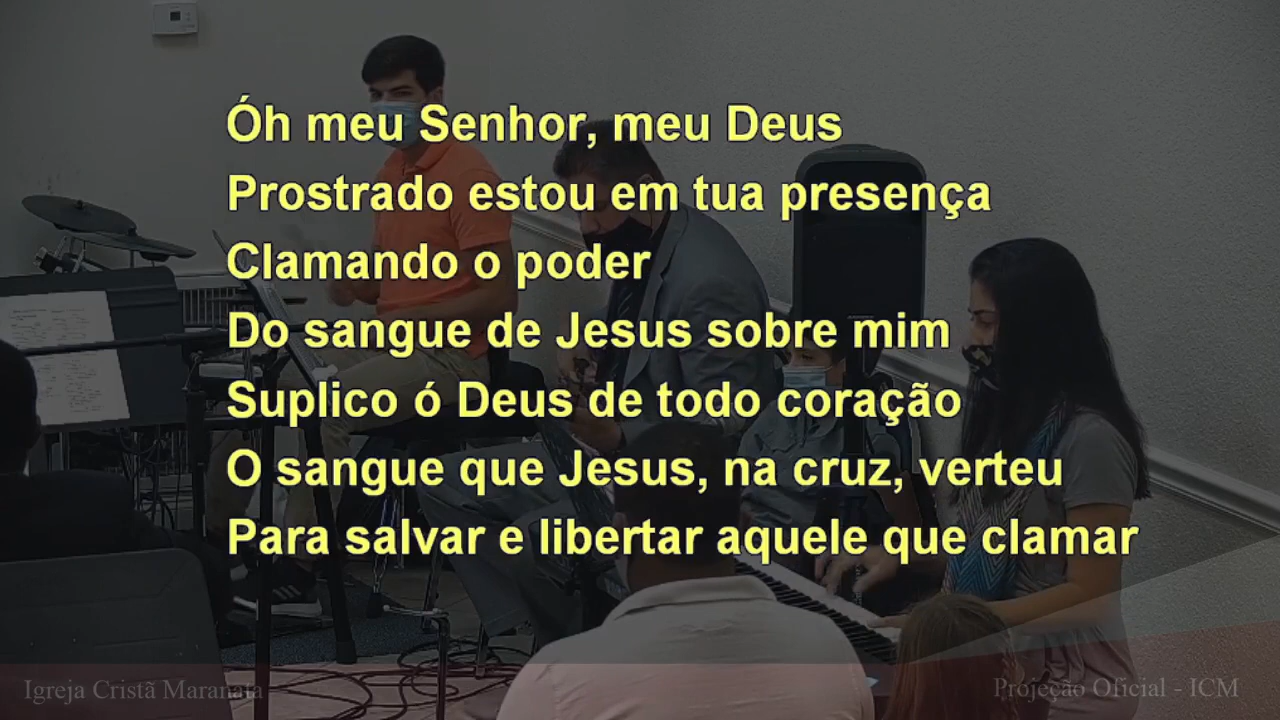 Óh meu Senhor, meu Deus
Prostrado estou em tua presença
Clamando o poder
Do sangue de Jesus sobre mim
Suplico ó Deus de todo coração
O sangue que Jesus, na cruz, verteu
Para salvar e libertar aquele que clamar
Igreja Cristã Maranata
Projeção Oficial - ICM